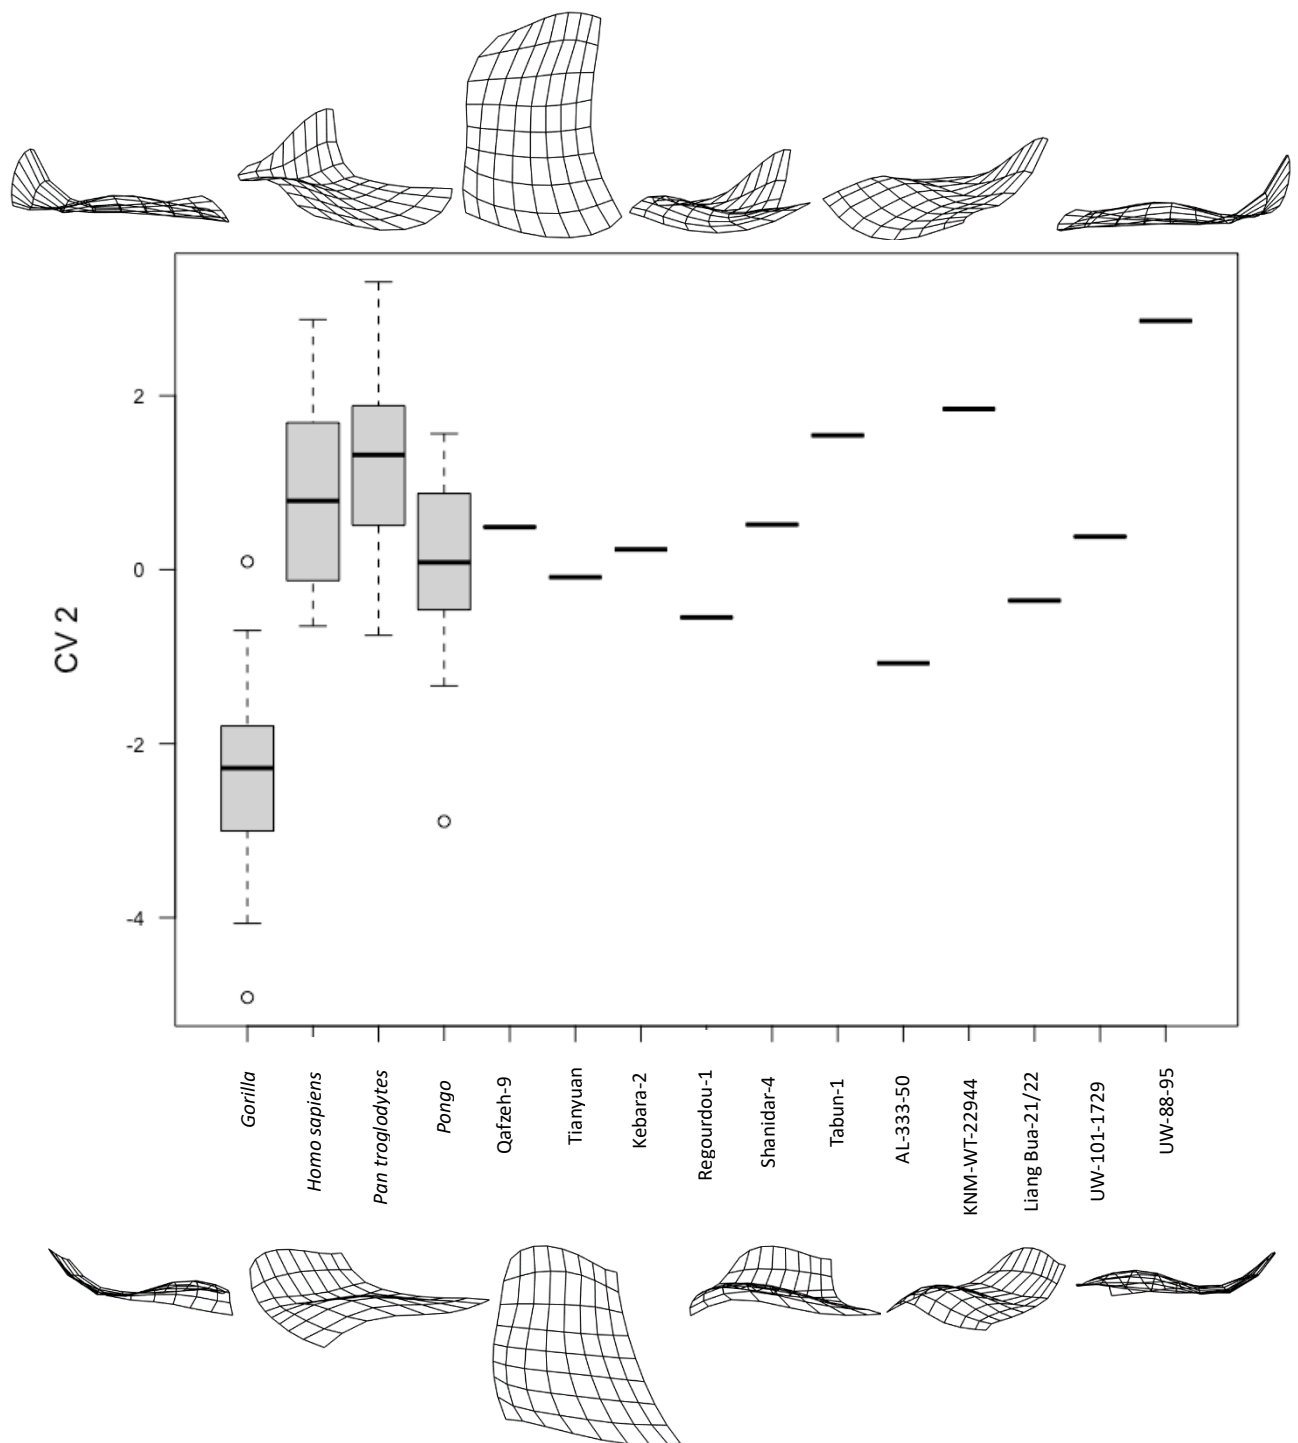 2
0
-2
-4
CV 2
Gorilla
Homo sapiens
Pan troglodytes
Pongo
Qafzeh-9
Tianyuan
Kebara-2
Regourdou-1
Shanidar-4
Tabun-1
AL-333-50
KNM-WT-22944
Liang Bua-21/22
UW-101-1729
UW-88-95